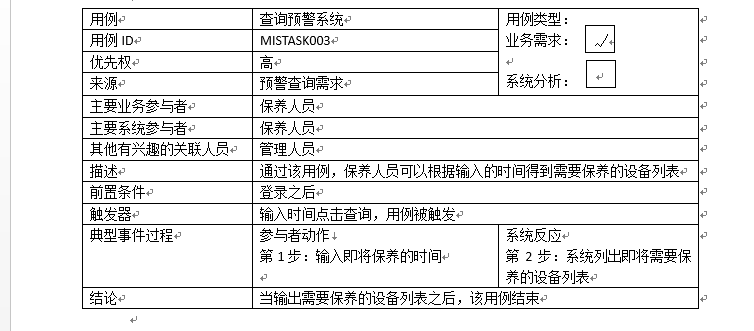 用例 查询预警系统 用例类型：
用例 ID MISTASK003 业务需求： ✓
优先权 高
来源 预警查询需求 系统分析：
主要业务参与者 保养人员
主要系统参与者 保养人员
其他有兴趣的关联人员 管理人员
描述 通过该用例，保养人员可以根据输入的时间得到需要保养的设备列表
前置条件 登录之后
触发器 输入时间点击查询，用例被触发
典型事件过程 参与者动作 系统反应
第 1 步：输入即将保养的时间 第 2 步：系统列出即将需要保
养的设备列表
结论 当输出需要保养的设备列表之后，该用例结束